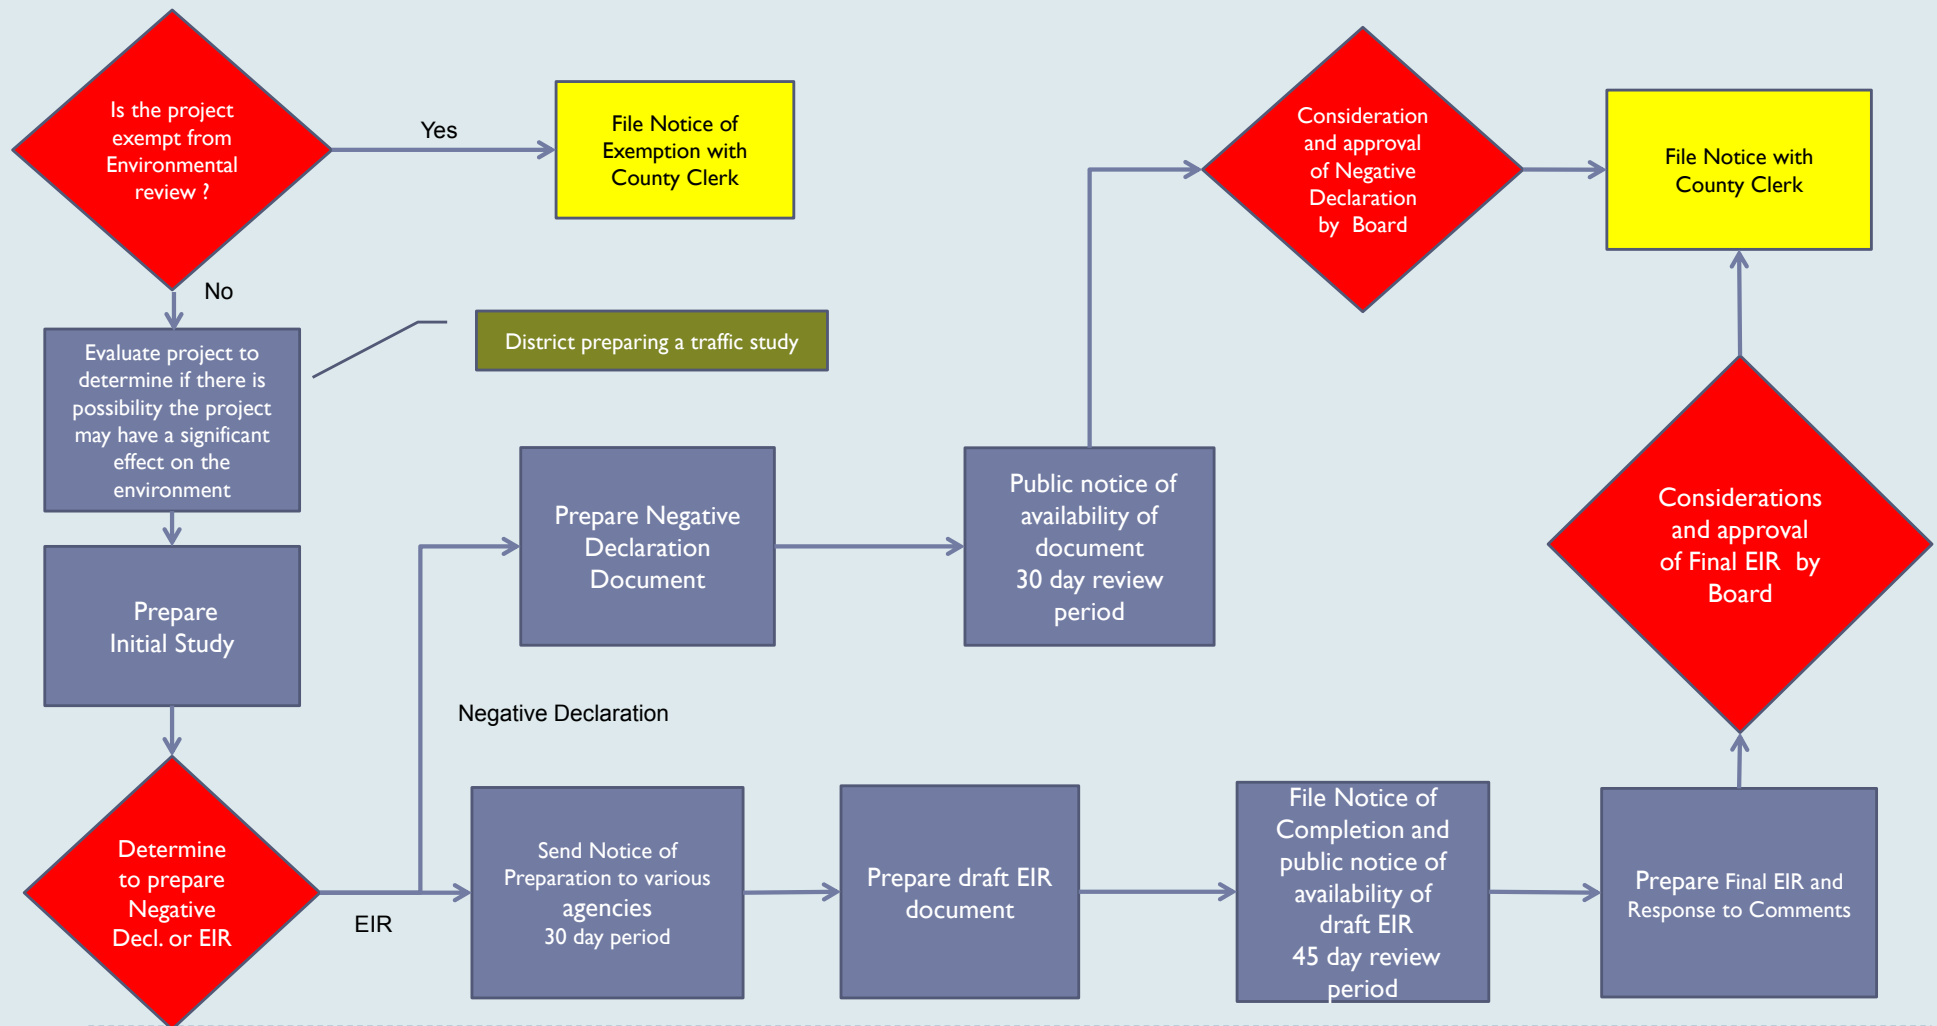 Is the project
exempt from
Environmental
review ?
Yes
File Notice of
Exemption with
County Clerk
No
Evaluate project to
determine if there is
possibility the project
may have a significant
effect on the
environment
District preparing a traffic study
Prepare
Initial Study
Determine
to prepare
Negative
Decl. or EIR
Negative Declaration
Prepare Negative
Declaration
Document
Public notice of
availability of
document
30 day review
period
Consideration
and approval
of Negative
Declaration
by Board
File Notice with
County Clerk
EIR
Send Notice of
Preparation to various
agencies
30 day period
Prepare draft EIR
document
File Notice of
Completion and
public notice of
availability of
draft EIR
45 day review
period
Prepare Final EIR and
Response to Comments
Considerations
and approval
of Final EIR by
Board